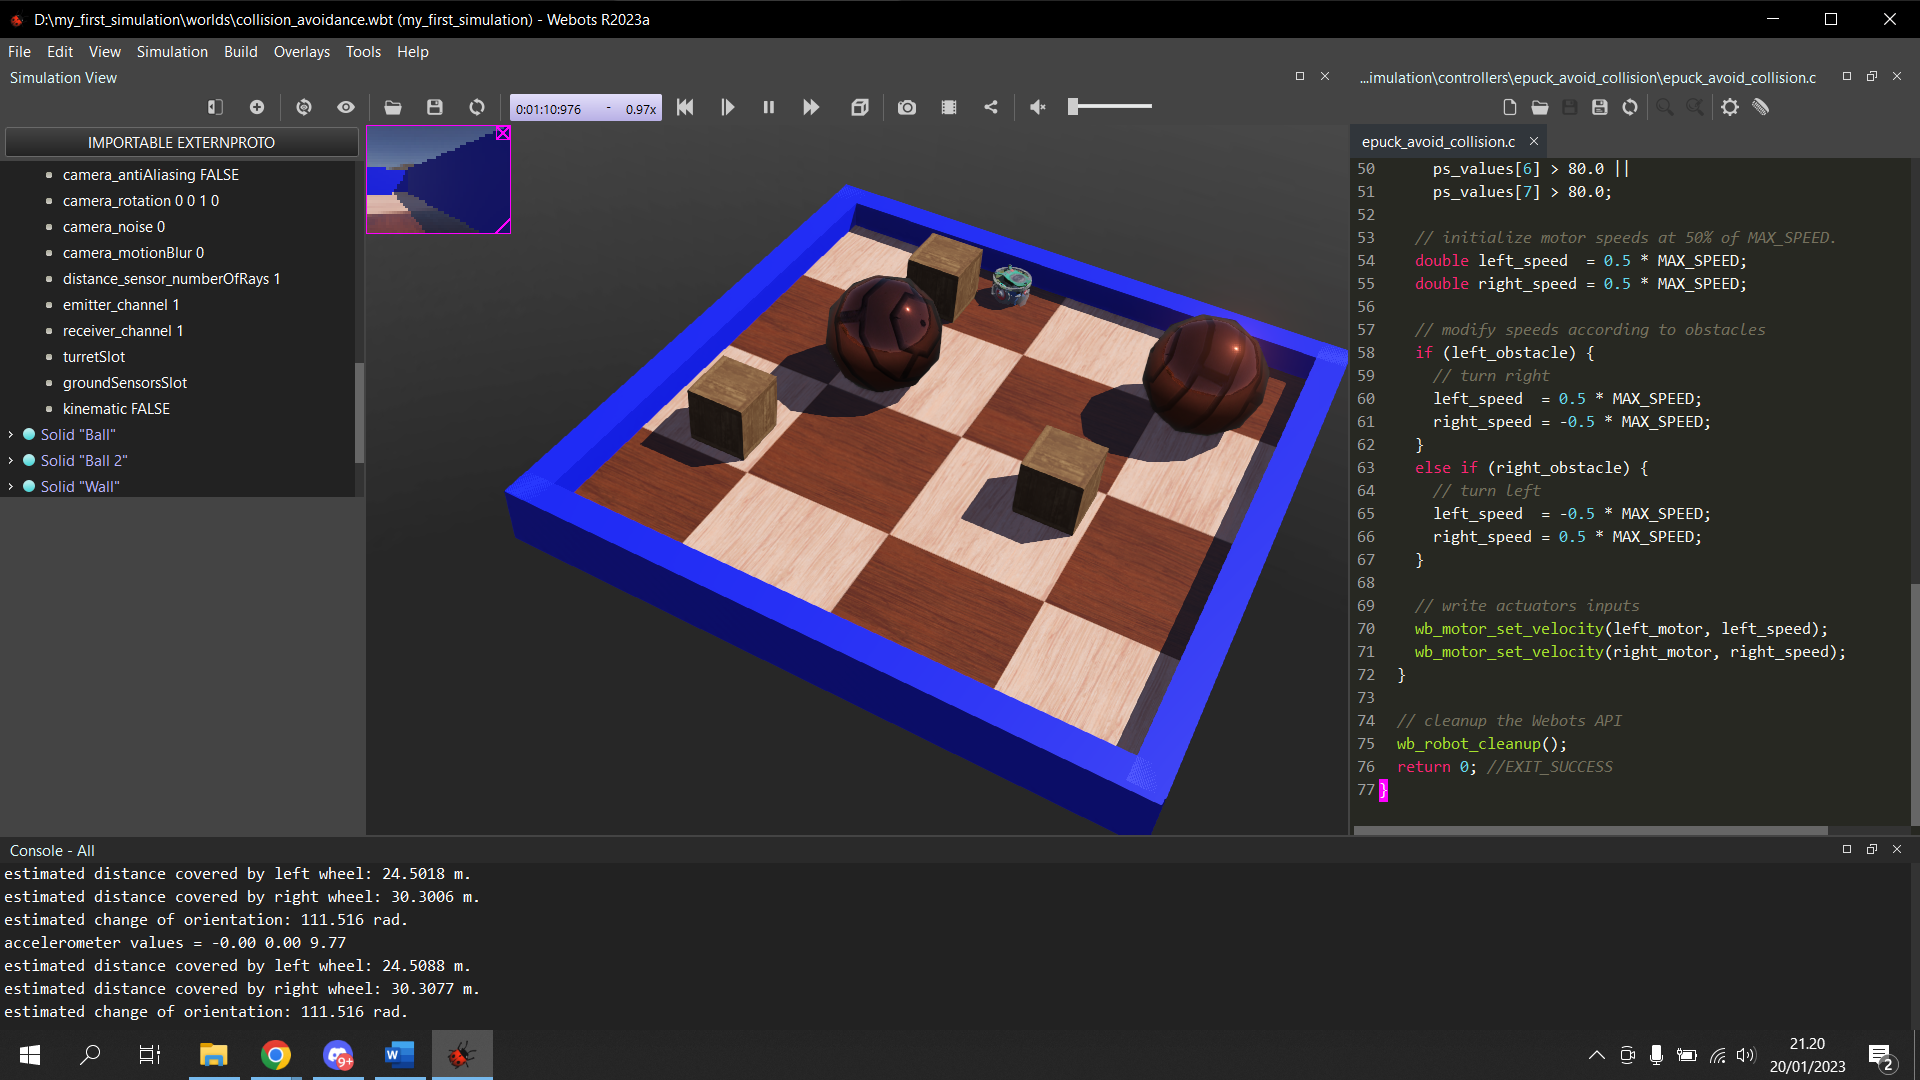 D:\my_first_simulation\worlds\collision_avoidance.wbt (my_first_simulation) - Webots R2023a
File Edit View Simulation Build Overlays Tools Help
Simulation View
...imulation\controllers\epuck_avoid_collision\epuck_avoid_collision.c
0:01:10:976 - 0.97x
IMPORTABLE EXTERNPROTO
camera_antiAliasing FALSE
camera_rotation 0 0 1 0
camera_noise 0
camera_motionBlur 0
distance_sensor_numberOfRays 1
emitter_channel 1
receiver_channel 1
turretSlot
groundSensorsSlot
kinematic FALSE
Solid "Ball"
Solid "Ball 2"
Solid "Wall"
epuck_avoid_collision.c
50 ps_values[6] > 80.0 ||
51 ps_values[7] > 80.0;
52
53 // initialize motor speeds at 50% of MAX_SPEED.
54 double left_speed  = 0.5 * MAX_SPEED;
55 double right_speed = 0.5 * MAX_SPEED;
56
57 // modify speeds according to obstacles
58 if (left_obstacle) {
59 // turn right
60 left_speed  = 0.5 * MAX_SPEED;
61 right_speed = -0.5 * MAX_SPEED;
62 }
63 else if (right_obstacle) {
64 // turn left
65 left_speed  = -0.5 * MAX_SPEED;
66 right_speed = 0.5 * MAX_SPEED;
67 }
68
69 // write actuators inputs
70 wb_motor_set_velocity(left_motor, left_speed);
71 wb_motor_set_velocity(right_motor, right_speed);
72 }
73
74 // cleanup the Webots API
75 wb_robot_cleanup();
76 return 0; //EXIT_SUCCESS
77 }
Console - All
estimated distance covered by left wheel: 24.5018 m.
estimated distance covered by right wheel: 30.3006 m.
estimated change of orientation: 111.516 rad.
accelerometer values = -0.00 0.00 9.77
estimated distance covered by left wheel: 24.5088 m.
estimated distance covered by right wheel: 30.3077 m.
estimated change of orientation: 111.516 rad.
9+
W
21.20
20/01/2023
2